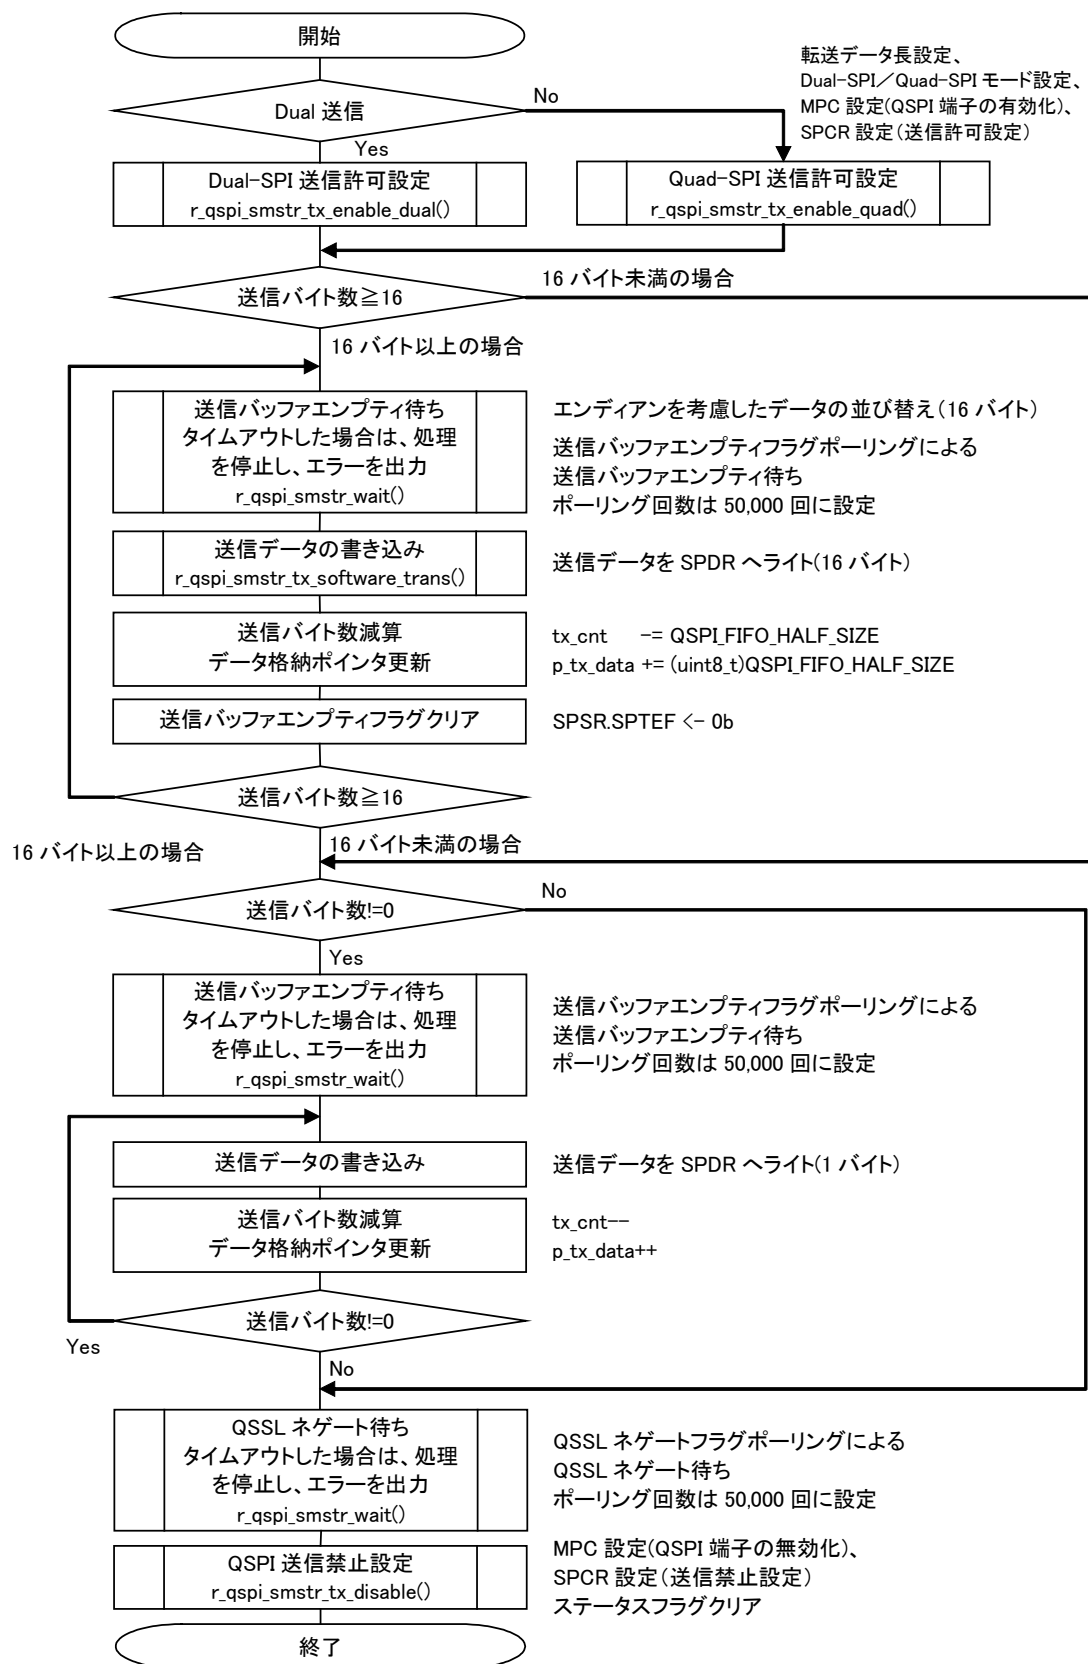 開始
転送データ長設定、
Dual-SPI／Quad-SPI モード設定、
MPC 設定(QSPI 端子の有効化)、
SPCR 設定（送信許可設定）
Dual 送信
No
Yes
Dual-SPI 送信許可設定
r_qspi_smstr_tx_enable_dual()
Quad-SPI 送信許可設定
r_qspi_smstr_tx_enable_quad()
送信バイト数≧16
16 バイト未満の場合
16 バイト以上の場合
送信バッファエンプティ待ち
タイムアウトした場合は、処理
を停止し、エラーを出力
r_qspi_smstr_wait()
エンディアンを考慮したデータの並び替え（16 バイト）
送信バッファエンプティフラグポーリングによる
送信バッファエンプティ待ち
ポーリング回数は 50,000 回に設定
送信データの書き込み
r_qspi_smstr_tx_software_trans()
送信データを SPDR へライト(16 バイト）
送信バイト数減算
データ格納ポインタ更新
tx_cnt -= QSPI_FIFO_HALF_SIZE
p_tx_data += (uint8_t)QSPI_FIFO_HALF_SIZE
送信バッファエンプティフラグクリア
SPSR.SPTEF <- 0b
送信バイト数≧16
16 バイト以上の場合
16 バイト未満の場合
送信バイト数!=0
No
Yes
送信バッファエンプティ待ち
タイムアウトした場合は、処理
を停止し、エラーを出力
r_qspi_smstr_wait()
送信バッファエンプティフラグポーリングによる
送信バッファエンプティ待ち
ポーリング回数は 50,000 回に設定
送信データの書き込み
送信データを SPDR へライト(1 バイト）
送信バイト数減算
データ格納ポインタ更新
tx_cnt--
p_tx_data++
送信バイト数!=0
Yes
No
QSSL ネゲート待ち
タイムアウトした場合は、処理
を停止し、エラーを出力
r_qspi_smstr_wait()
QSSL ネゲートフラグポーリングによる
QSSL ネゲート待ち
ポーリング回数は 50,000 回に設定
QSPI 送信禁止設定
r_qspi_smstr_tx_disable()
MPC 設定(QSPI 端子の無効化)、
SPCR 設定（送信禁止設定）
ステータスフラグクリア
終了